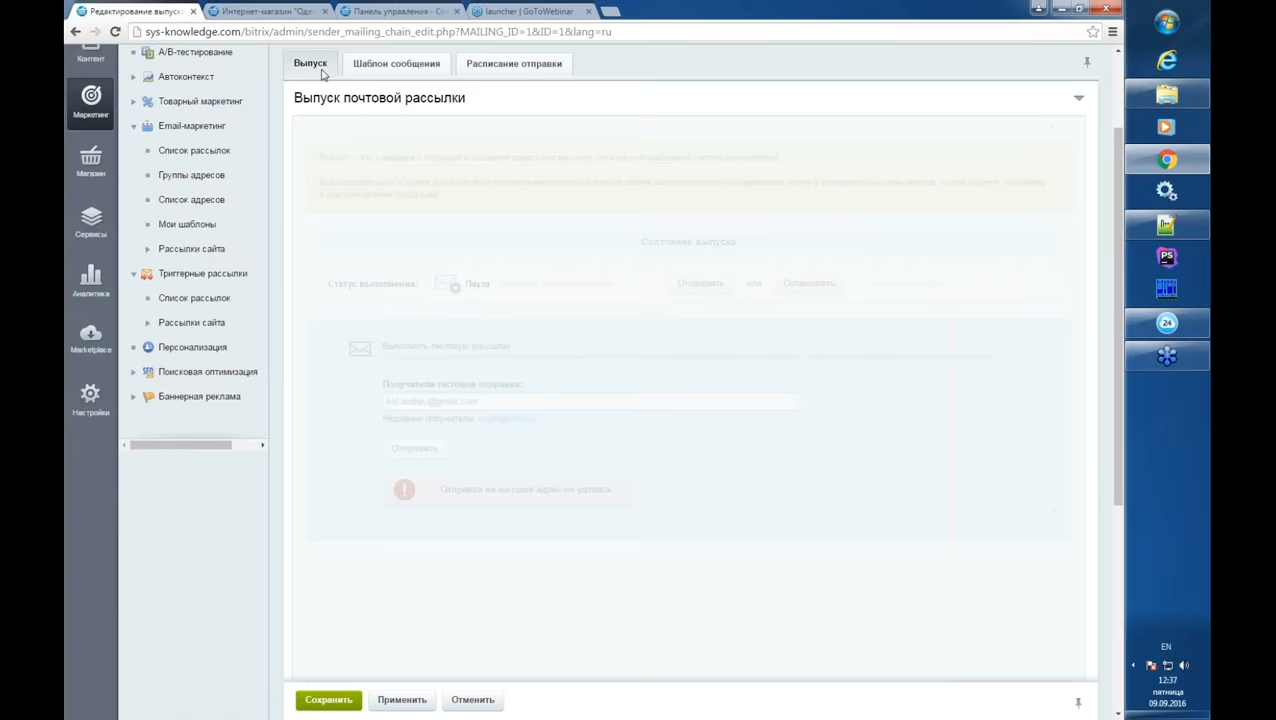 Редактирование выпуск
Интернет-магазин "Оде
Панель управления - Со
launcher | GoToWebinar
sys-knowledge.com/bitrix/admin/sender_mailing_chain_edit.php?MAILING_ID=1&ID=1&lang=ru
Контент
Маркетинг
Магазин
Сервисы
Аналитика
Marketplace
Настройки
A/B-тестирование
Автоконтекст
Товарный маркетинг
Email-маркетинг
Список рассылок
Группы адресов
Список адресов
Мои шаблоны
Рассылки сайта
Триггерные рассылки
Список рассылок
Рассылки сайта
Персонализация
Поисковая оптимизация
Баннерная реклама
Выпуск
Шаблон сообщения
Расписание отправки
Выпуск почтовой рассылки
Состояние выпуска
Статус выполнения:
Пауза
Отправить
или
Остановить
Выполнить тестовую рассылку
Получатели тестовой отправки:
Недавние получатели:
Отправить
Отправка ни на один адрес не удалась
Сохранить
Применить
Отменить
PS
24
EN
12:37
пятница
09.09.2016